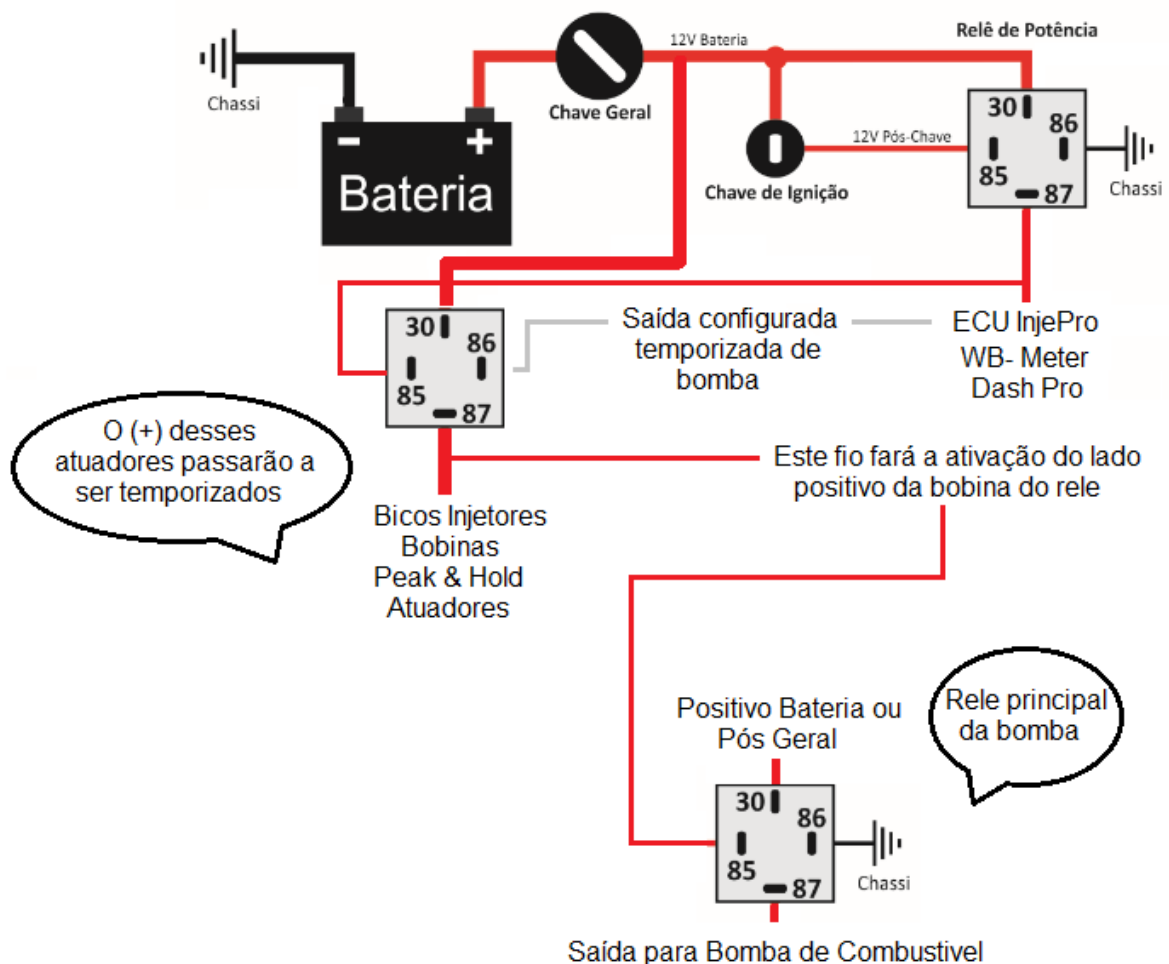 Chassi
Bateria
- +
Chave Geral
12V Bateria
Relê de Potência
Chave de Ignição
12V Pós-Chave
30
86
85
87
Chassi
30
86
85
87
Saída configurada
temporizada de
bomba
ECU InjePro
WB- Meter
Dash Pro
O (+) desses
atuadores passarão a
ser temporizados
Bicos Injetores
Bobinas
Peak & Hold
Atuadores
Este fio fará a ativação do lado
positivo da bobina do rele
Positivo Bateria ou
Pós Geral
Rele principal
da bomba
30
86
85
87
Chassi
Saída para Bomba de Combustivel